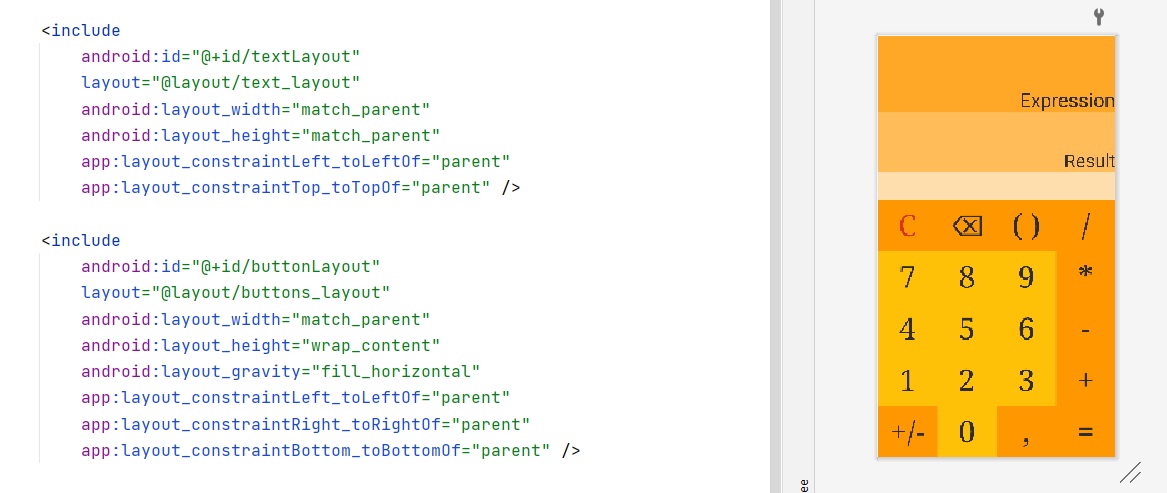 <include
android:id="@+id/textLayout"
layout="@layout/text_layout"
android:layout_width="match_parent"
android:layout_height="match_parent"
app:layout_constraintLeft_toLeftOf="parent"
app:layout_constraintTop_toTopOf="parent" />
<include
android:id="@+id/buttonLayout"
layout="@layout/buttons_layout"
android:layout_width="match_parent"
android:layout_height="wrap_content"
android:layout_gravity="fill_horizontal"
app:layout_constraintLeft_toLeftOf="parent"
app:layout_constraintRight_toRightOf="parent"
app:layout_constraintBottom_toBottomOf="parent" />
ee
Expression
Result
C ⌫ ( ) /
7 8 9 *
4 5 6 -
1 2 3 +
+/- 0 , =